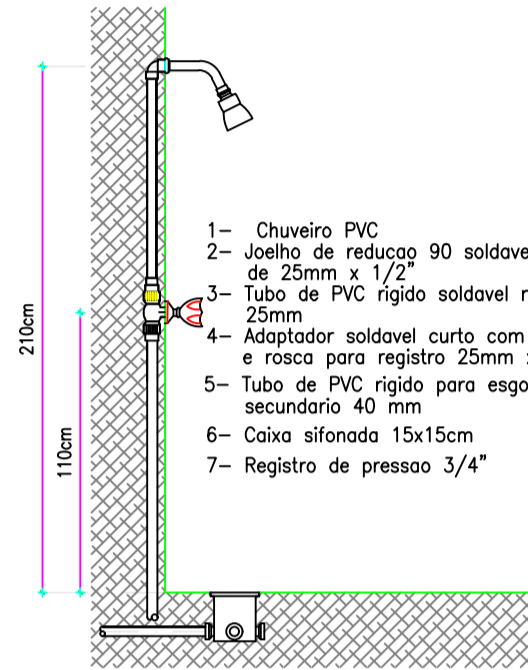 210cm
110cm
1- Chuveiro PVC
2- Joelho de reducao 90
de 25mm x 1/2"
3- Tubo de PVC rigido soldavel
25mm
4- Adaptador soldavel curto com
e rosca para registro 25mm
5- Tubo de PVC rigido para
secundario 40 mm
6- Caixa sifonada 15x15cm
7- Registro de pressao 3/4"